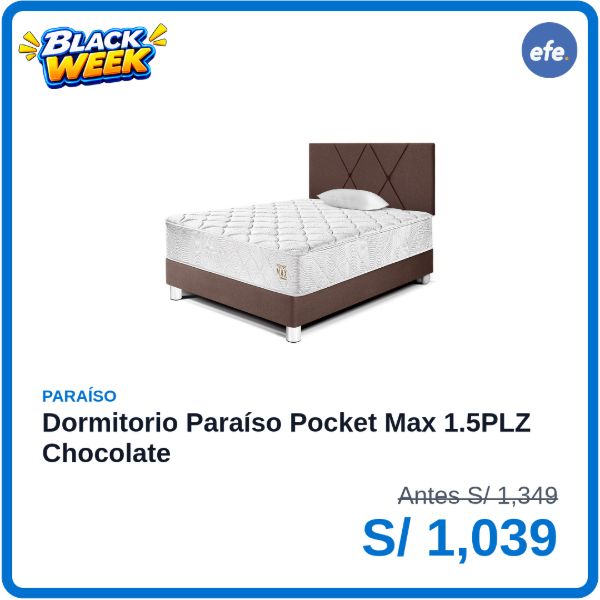 BLACK
WEEK
efe.
PARAÍSO
Dormitorio Paraíso Pocket Max 1.5PLZ
Chocolate
Antes S/ 1,349
S/ 1,039